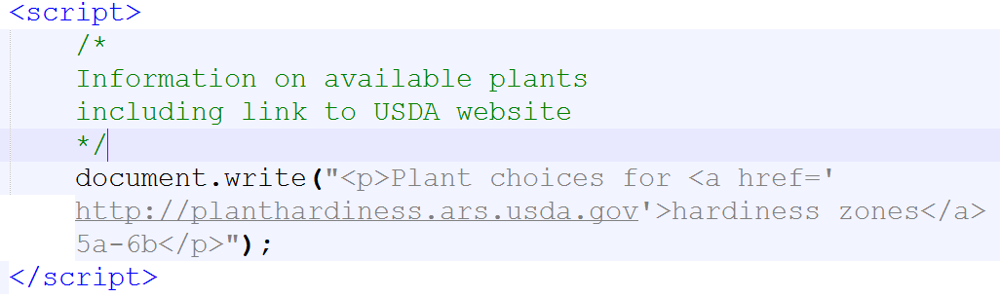 <script>
/*
Information on available plants
including link to USDA website
*/
document.write("<p>Plant choices for <a href='
http://planthardiness.ars.usda.gov'>hardiness zones</a>
5a-6b</p>");
</script>